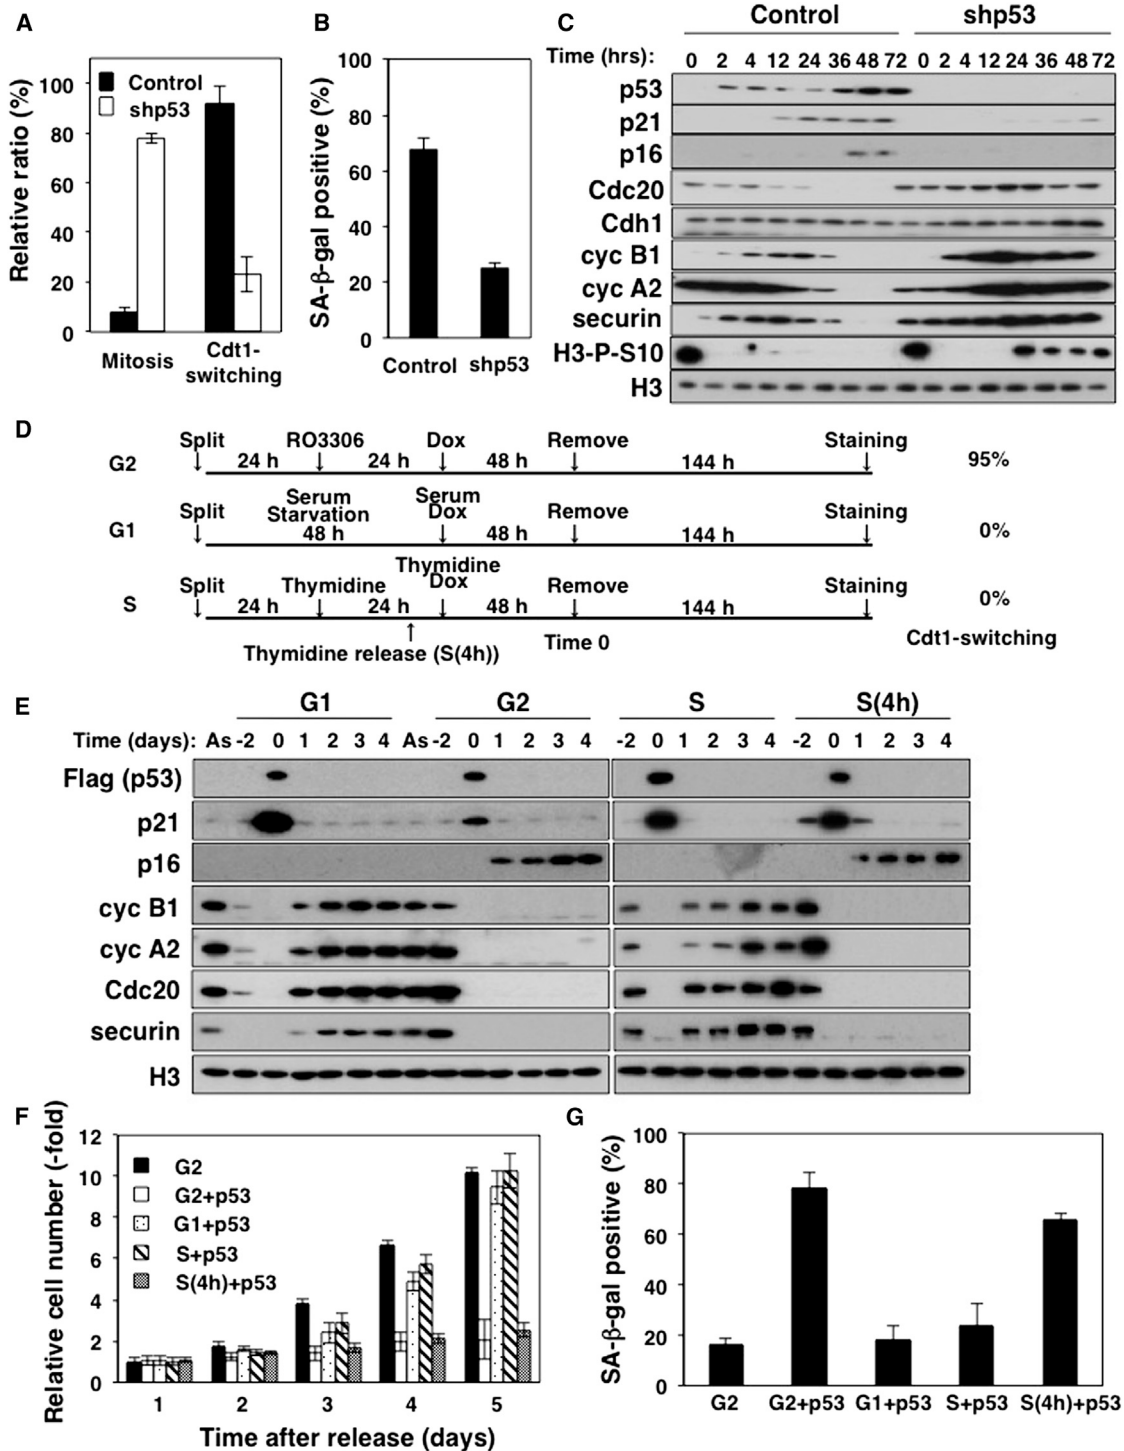 A
Relative ratio (%)
100
80
60
40
20
0
Control
shp53
Mitosis
Cdt1-
switching
B
SA-β-gal positive (%)
100
80
60
40
20
0
Control shp53
C
Control shp53
Time (hrs): 0 2 4 12 24 36 48 72 0 2 4 12 24 36 48 72
p53
p21
p16
Cdc20
Cdh1
cyc B1
cyc A2
securin
H3-P-S10
H3
D
G2
Split RO3306 Dox Remove Staining
24 h 24 h 48 h 144 h
95%
G1
Split Serum Starvation Serum Dox Remove Staining
48 h 48 h 144 h
0%
S
Split Thymidine Thymidine Dox Remove Staining
24 h 24 h 48 h 144 h
0%
Thymidine release (S(4h))
Time 0
Cdt1-switching
E
G1 G2 S S(4h)
Time (days): As -2 0 1 2 3 4 As -2 0 1 2 3 4 -2 0 1 2 3 4 -2 0 1 2 3 4
Flag (p53)
p21
p16
cyc B1
cyc A2
Cdc20
securin
H3
F
Relative cell number (-fold)
12
10
8
6
4
2
0
G2
G2+p53
G1+p53
S+p53
S(4h)+p53
1 2 3 4 5
Time after release (days)
G
SA-β-gal positive (%)
100
80
60
40
20
0
G2 G2+p53 G1+p53 S+p53 S(4h)+p53